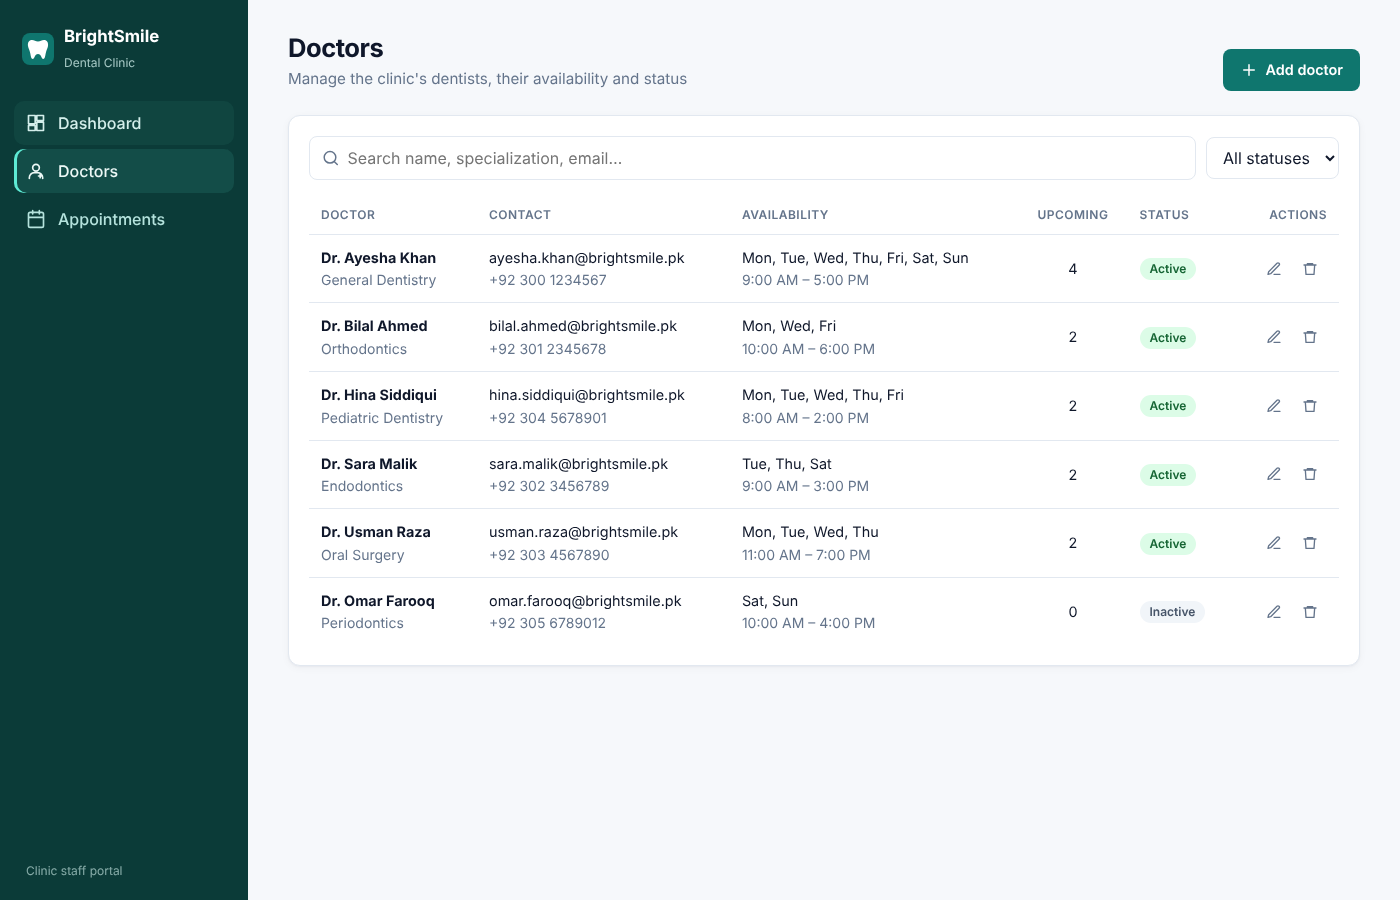 BrightSmile
Dental Clinic
Dashboard
Doctors
Appointments
Clinic staff portal
Doctors
Manage the clinic's dentists, their availability and status
Add doctor
Search name, specialization, email...
All statuses
DOCTOR CONTACT AVAILABILITY UPCOMING STATUS ACTIONS
Dr. Ayesha Khan ayesha.khan@brightsmile.pk Mon, Tue, Wed, Thu, Fri, Sat, Sun 4 Active
General Dentistry +92 300 1234567 9:00 AM – 5:00 PM
Dr. Bilal Ahmed bilal.ahmed@brightsmile.pk Mon, Wed, Fri 2 Active
Orthodontics +92 301 2345678 10:00 AM – 6:00 PM
Dr. Hina Siddiqui hina.siddiqui@brightsmile.pk Mon, Tue, Wed, Thu, Fri 2 Active
Pediatric Dentistry +92 304 5678901 8:00 AM – 2:00 PM
Dr. Sara Malik sara.malik@brightsmile.pk Tue, Thu, Sat 2 Active
Endodontics +92 302 3456789 9:00 AM – 3:00 PM
Dr. Usman Raza usman.raza@brightsmile.pk Mon, Tue, Wed, Thu 2 Active
Oral Surgery +92 303 4567890 11:00 AM – 7:00 PM
Dr. Omar Farooq omar.farooq@brightsmile.pk Sat, Sun 0 Inactive
Periodontics +92 305 6789012 10:00 AM – 4:00 PM